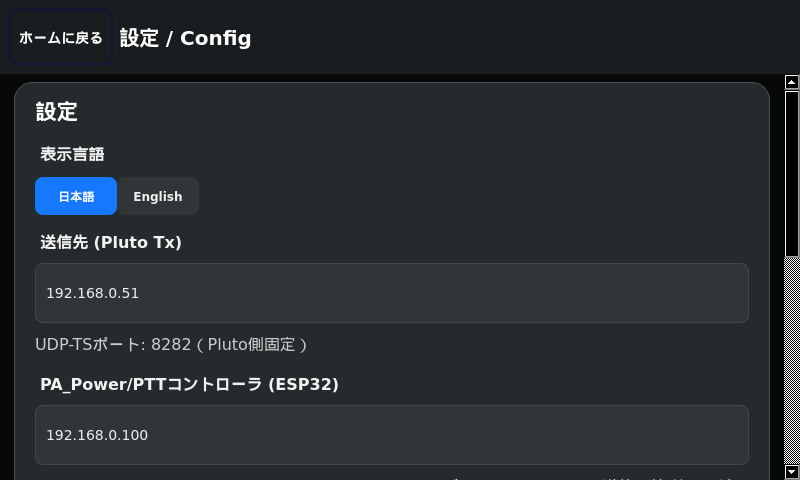 ホームに戻る 設定 / Config
設定
表示言語
日本語 English
送信先 (Pluto Tx)
192.168.0.51
UDP-TSポート: 8282 ( Pluto側固定 )
PA_Power/PTTコントローラ (ESP32)
192.168.0.100